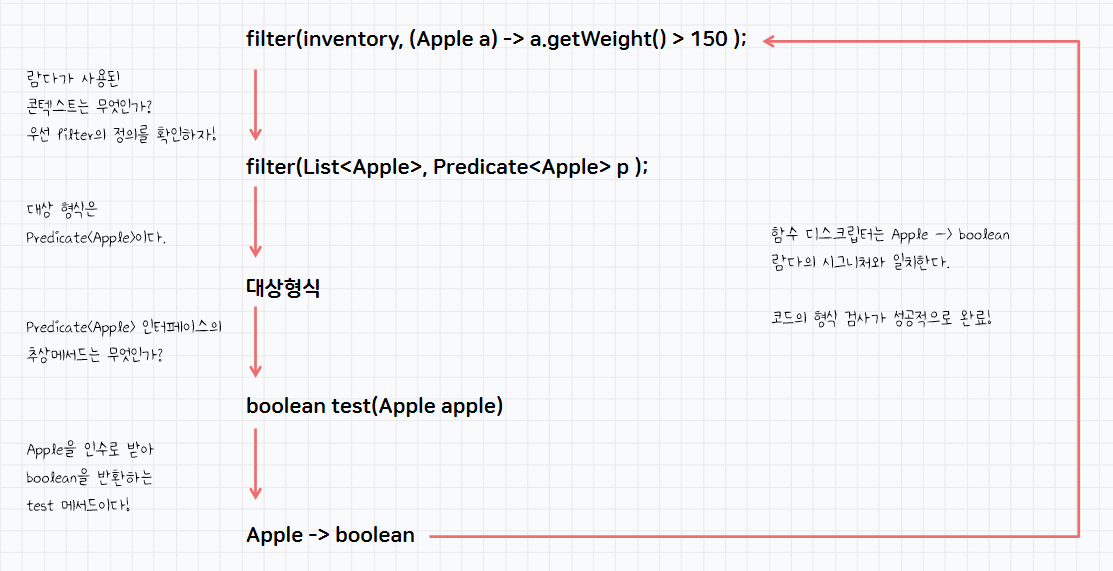 filter(inventory, (Apple a) -> a.getWeight() > 150 );
람다가 사용된
콘텍스트는 무엇인가?
우선 filter의 정의를 확인하자!
filter(List<Apple>, Predicate<Apple> p );
대상 형식은
Predicate<Apple>이다.
대상형식
Predicate<Apple> 인터페이스의
추상메서드는 무엇인가?
boolean test(Apple apple)
Apple을 인수로 받아
boolean을 반환하는
test 메서드이다!
Apple -> boolean
함수 디스크립터는 Apple -> boolean
람다의 시그니처와 일치한다.
코드의 형식 검사가 성공적으로 완료!